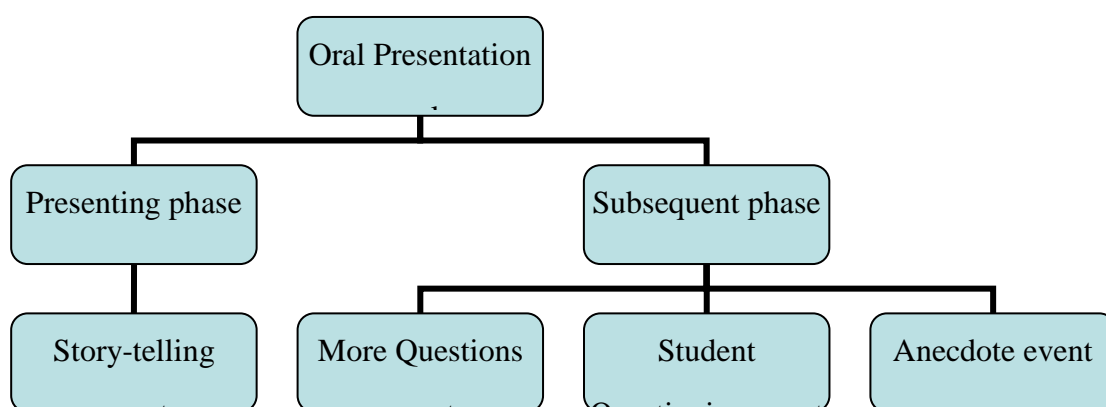 Oral Presentation
Presenting phase
Subsequent phase
Story-telling
More Questions
Student
Anecdote event